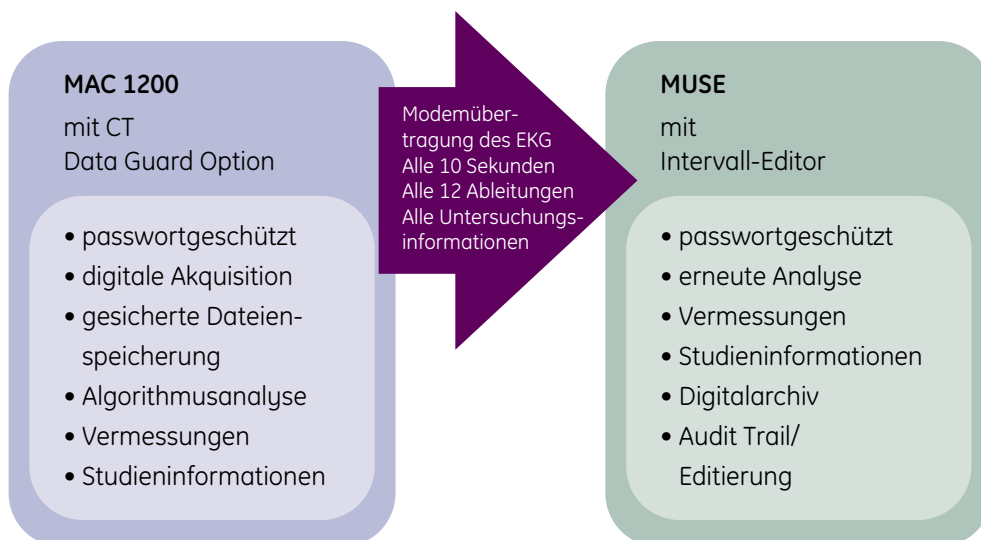 MAC 1200
mit CT
Data Guard Option
• passwortgeschützt
• digitale Akquisition
• gesicherte Dateien-
speicherung
• Algorithmusanalyse
• Vermessungen
• Studieninformationen
Modemüber-
tragung des EKG
Alle 10 Sekunden
Alle 12 Ableitungen
Alle Untersuchungs-
informationen
MUSE
mit
Intervall-Editor
• passwortgeschützt
• erneute Analyse
• Vermessungen
• Studieninformationen
• Digitalarchiv
• Audit Trail/
Editierung